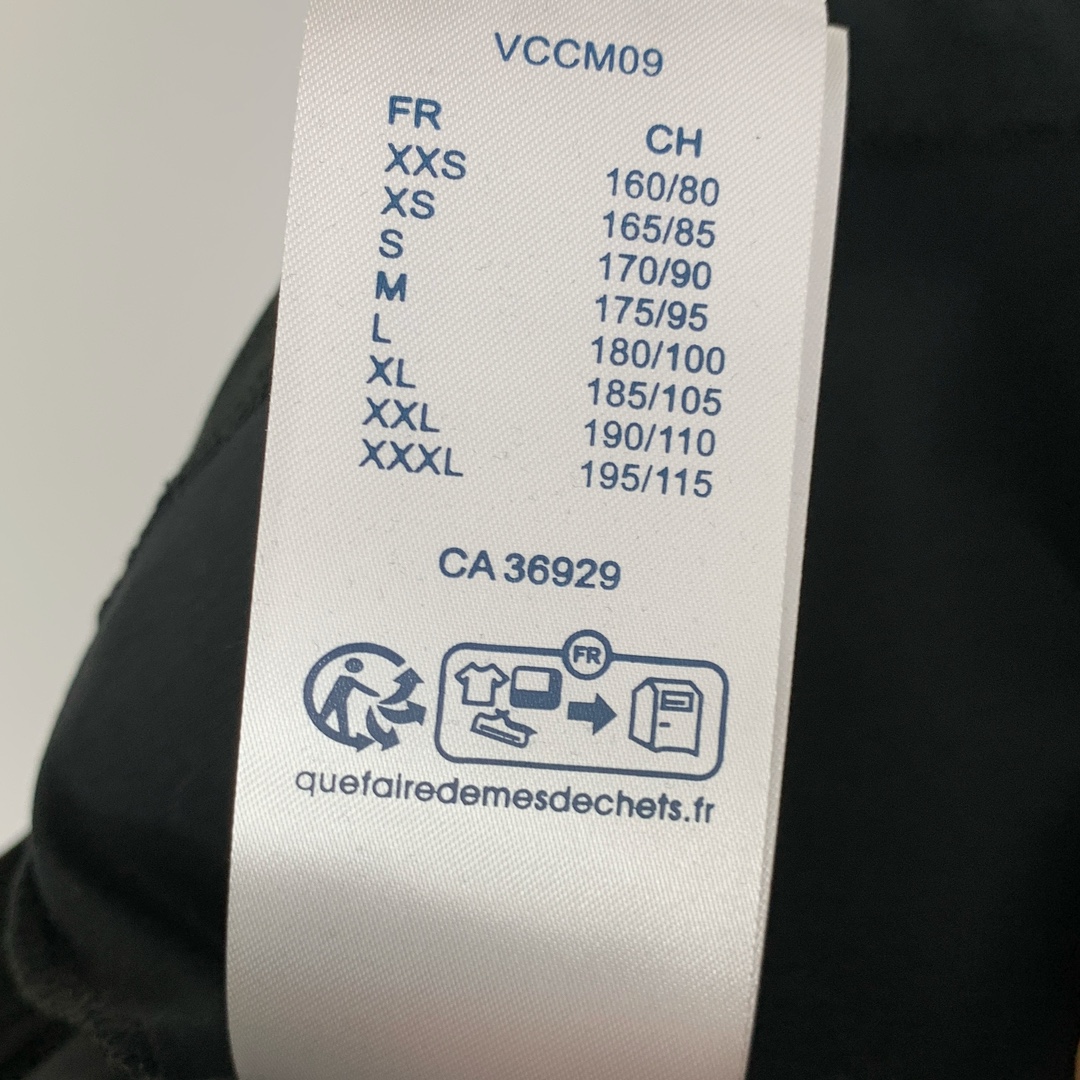 VCCM09
FR CH
XXS 160/80
XS 165/85
S 170/90
M 175/95
L 180/100
XL 185/105
XXL 190/110
XXXL 195/115
CA 36929
FR
quefairedemesdechets.fr